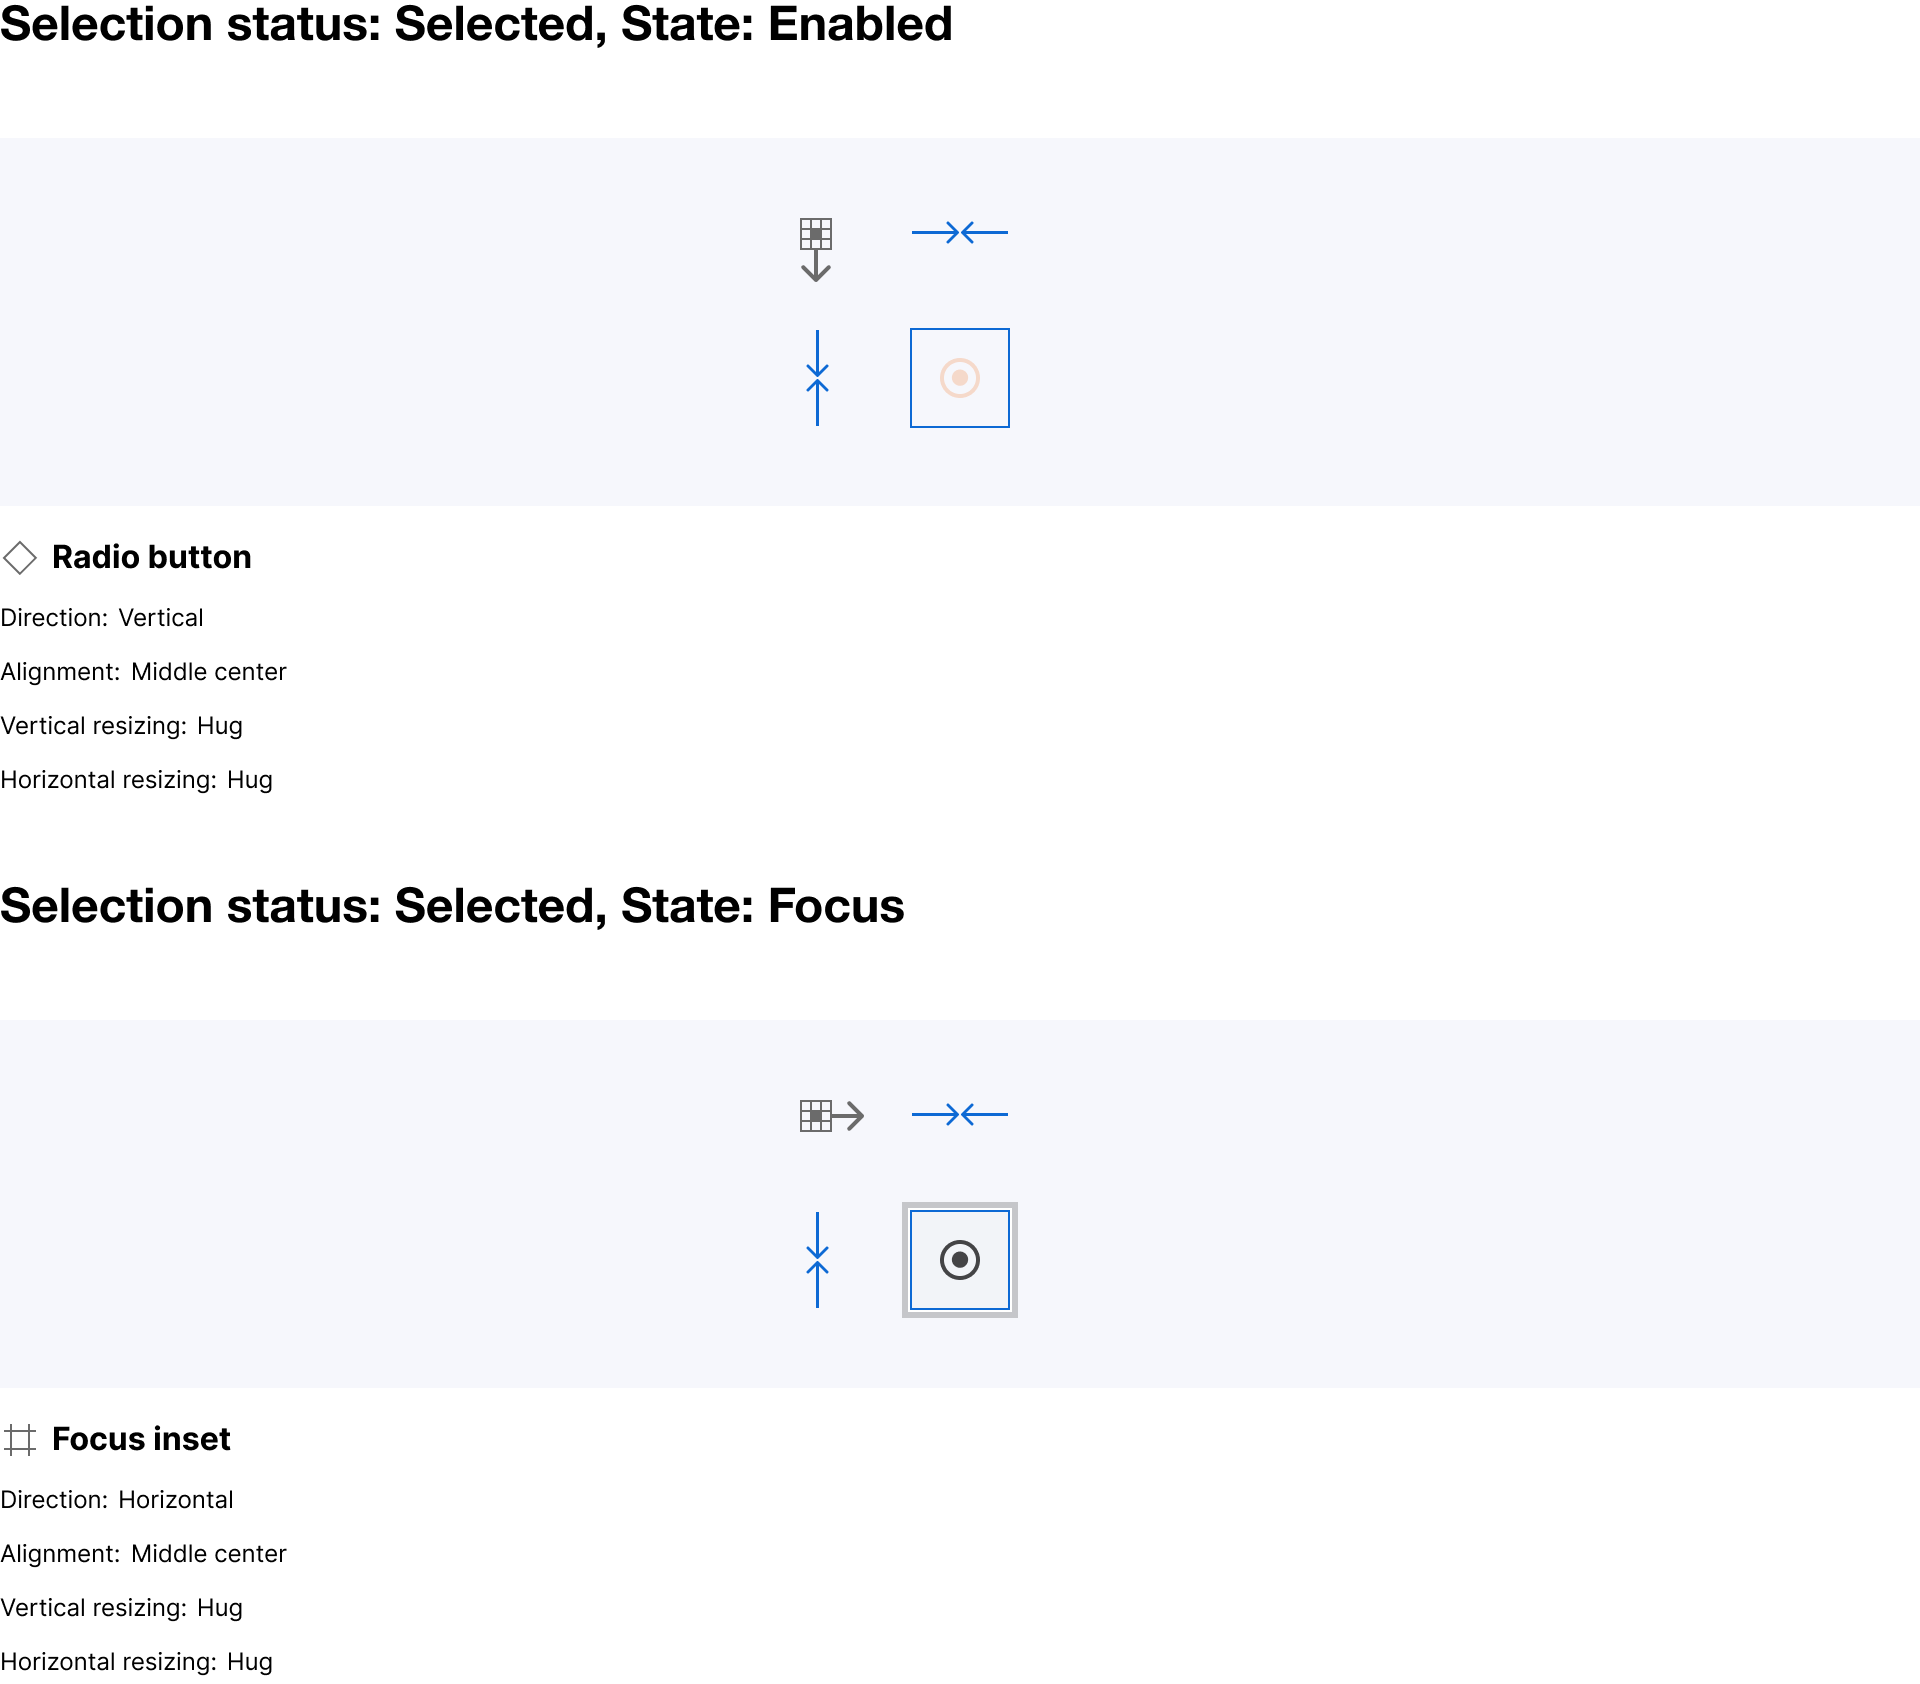 Selection status: Selected, State: Enabled
Radio button
Direction: Vertical
Alignment: Middle center
Vertical resizing: Hug
Horizontal resizing: Hug
Selection status: Selected, State: Focus
Focus inset
Direction: Horizontal
Alignment: Middle center
Vertical resizing: Hug
Horizontal resizing: Hug